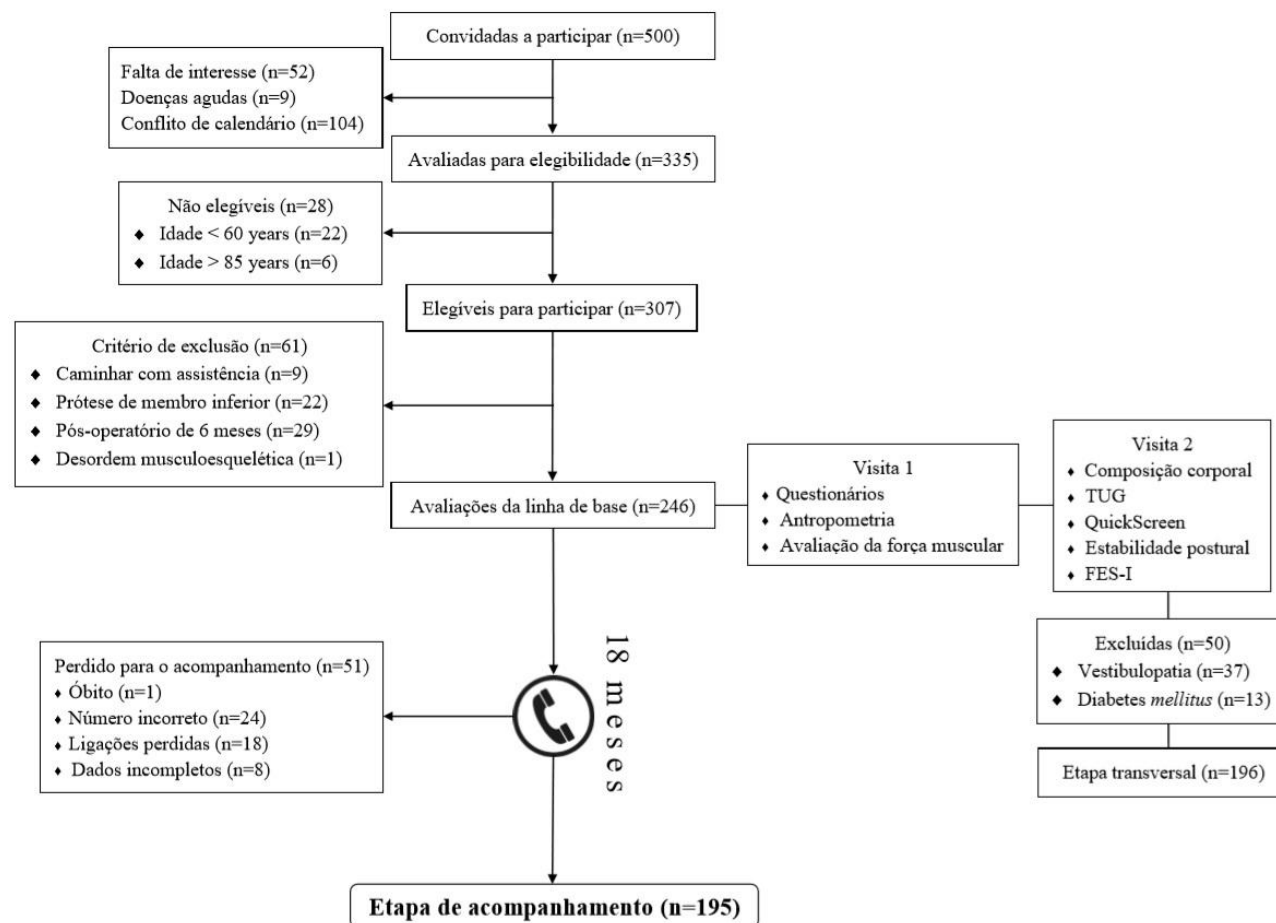 Convidadas a participar (n=500)
Falta de interesse (n=52)
Doenças agudas (n=9)
Conflito de calendário (n=104)
Avaliadas para elegibilidade (n=335)
Não elegíveis (n=28)
♦ Idade < 60 years (n=22)
♦ Idade > 85 years (n=6)
Elegíveis para participar (n=307)
Critério de exclusão (n=61)
♦ Caminhar com assistência (n=9)
♦ Prótese de membro inferior (n=22)
♦ Pós-operatório de 6 meses (n=29)
♦ Desordem musculoesquelética (n=1)
Avaliações da linha de base (n=246)
Visita 1
♦ Questionários
♦ Antropometria
♦ Avaliação da força muscular
Visita 2
♦ Composição corporal
♦ TUG
♦ QuickScreen
♦ Estabilidade postural
♦ FES-I
Excluídas (n=50)
♦ Vestibulopatia (n=37)
♦ Diabetes mellitus (n=13)
Etapa transversal (n=196)
18 meses
Perdido para o acompanhamento (n=51)
♦ Óbito (n=1)
♦ Número incorreto (n=24)
♦ Ligações perdidas (n=18)
♦ Dados incompletos (n=8)
Etapa de acompanhamento (n=195)